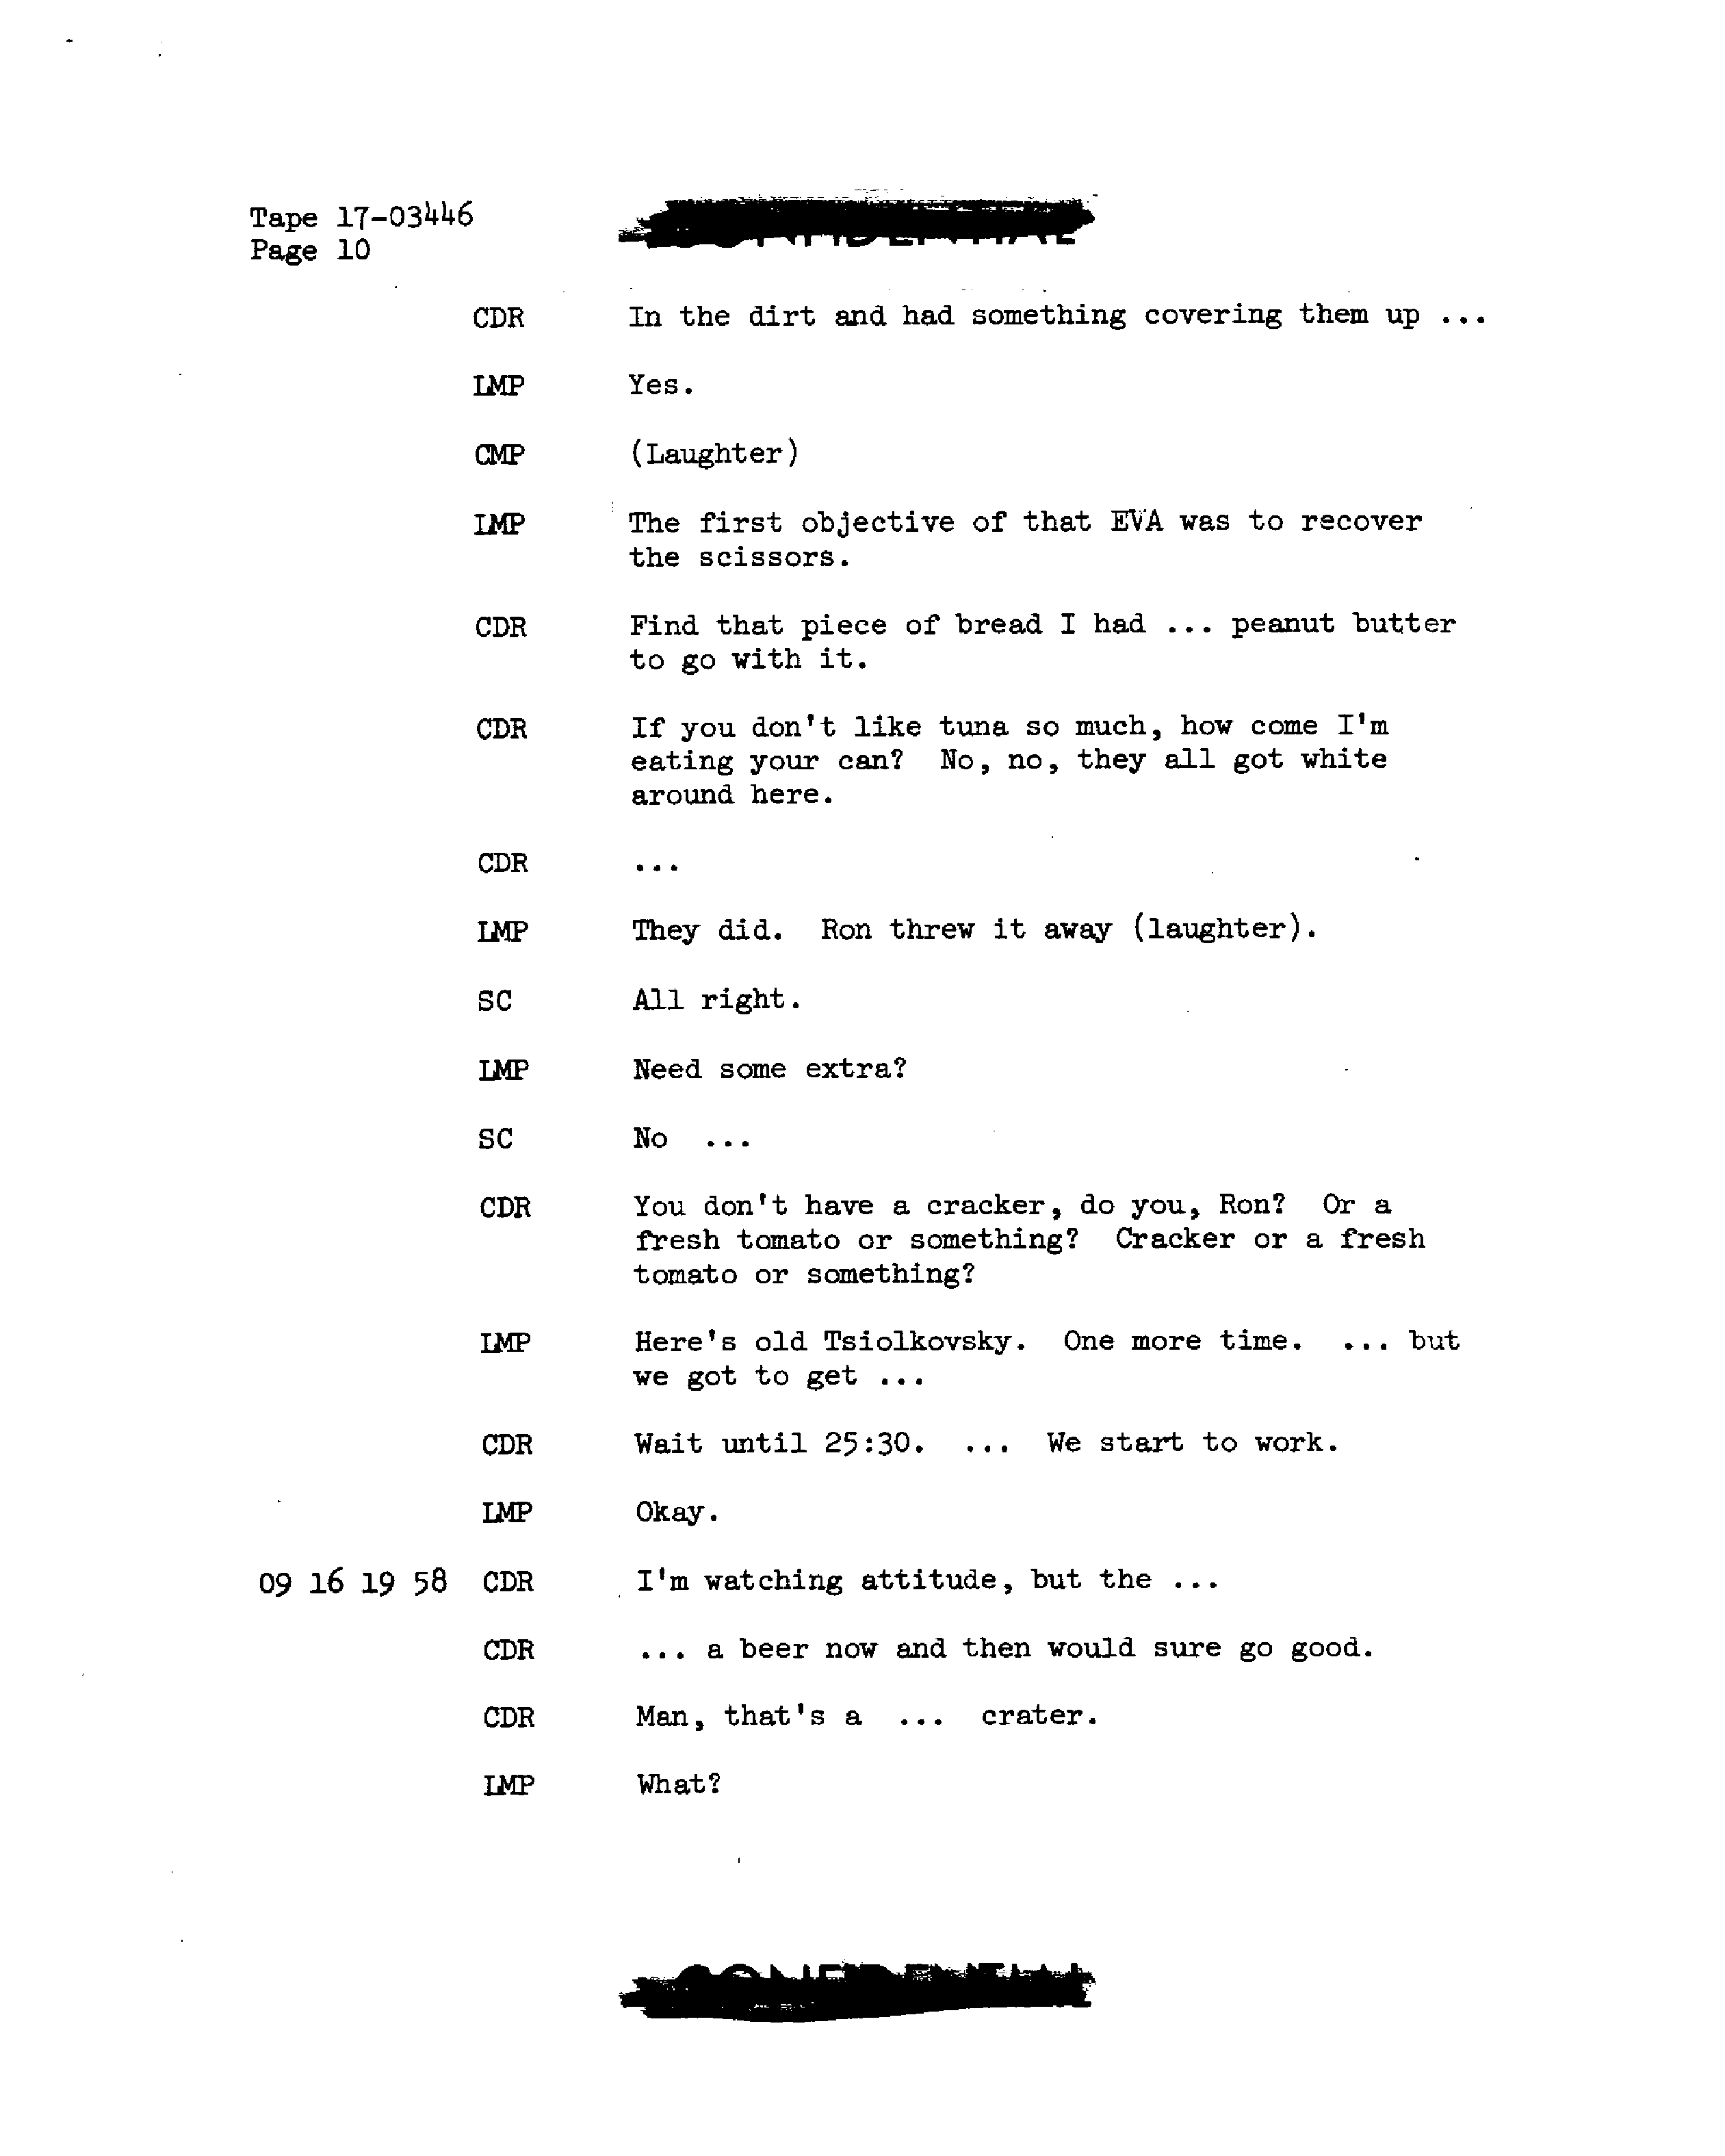 Tape 17-03446
Page 10
CDR In the dirt and had something covering them up ...
LMP Yes.
CMP (Laughter)
LMP The first objective of that EVA was to recover
the scissors.
CDR Find that piece of bread I had ... peanut butter
to go with it.
CDR If you don't like tuna so much, how come I'm
eating your can? No, no, they all got white
around here.
CDR ...
LMP They did. Ron threw it away (laughter).
SC All right.
LMP Need some extra?
SC No ...
CDR You don't have a cracker, do you, Ron? Or a
fresh tomato or something? Cracker or a fresh
tomato or something?
LMP Here's old Tsiolkovsky. One more time. ... but
we got to get ...
CDR Wait until 25:30. ... We start to work.
LMP Okay.
09 16 19 58 CDR I'm watching attitude, but the ...
CDR ... a beer now and then would sure go good.
CDR Man, that's a ... crater.
LMP What?